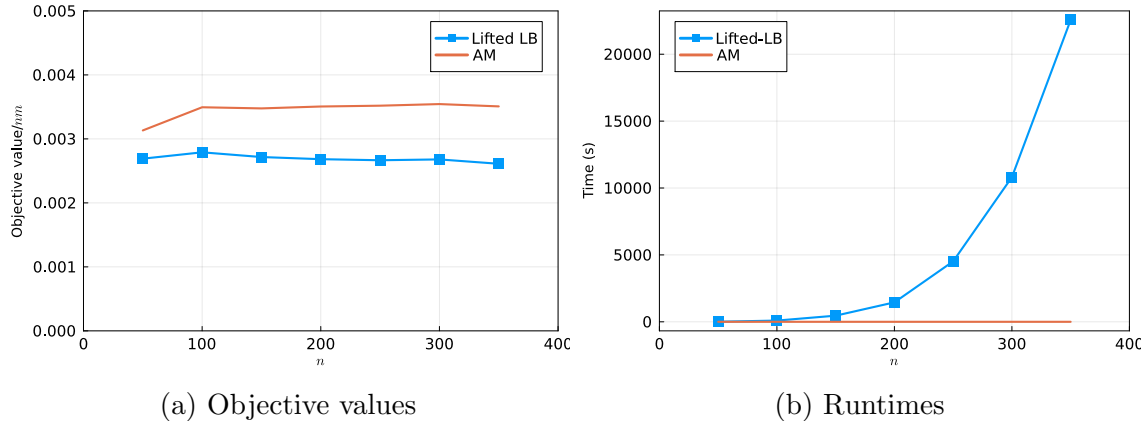 0.005
0.004
0.003
0.002
0.001
0.000
0
100
200
300
400
Objective value/nm
n
Lifted LB
AM
(a) Objective values
20000
15000
10000
5000
0
0
100
200
300
400
Time (s)
n
Lifted-LB
AM
(b) Runtimes